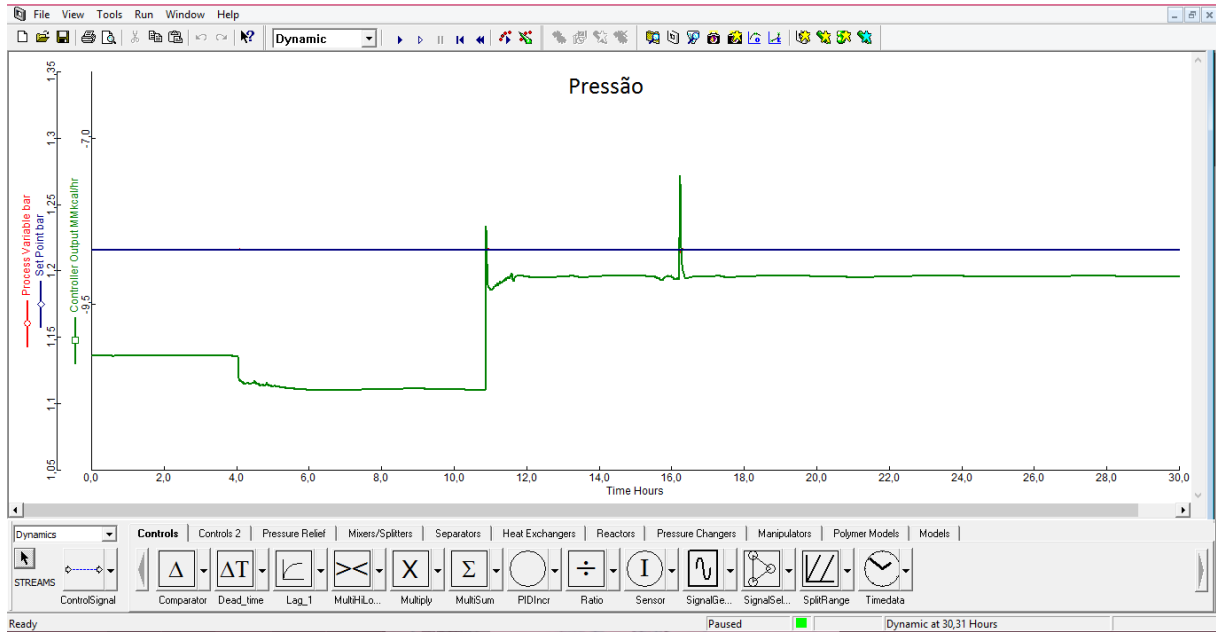 File View Tools Run Window Help
Dynamic
Pressão
Process Variable bar
Set Point bar
Controller Output MMkcal/hr
1,35
1,3
1,25
1,2
1,15
1,1
1,05
-7,0
-9,5
0,0 2,0 4,0 6,0 8,0 10,0 12,0 14,0 16,0 18,0 20,0 22,0 24,0 26,0 28,0 30,0
Time Hours
Dynamics Controls Controls 2 Pressure Relief Mixers/Splitters Separators Heat Exchangers Reactors Pressure Changers Manipulators Polymer Models Models
Δ ΔT >< X Σ ÷ I
STREAMS
ControlSignal Comparator Dead_time Lag_1 MultiHiLo... Multiply MultiSum PIDIncr Ratio Sensor SignalGe... SignalSel... SplitRange Timedata
Ready Paused Dynamic at 30,31 Hours